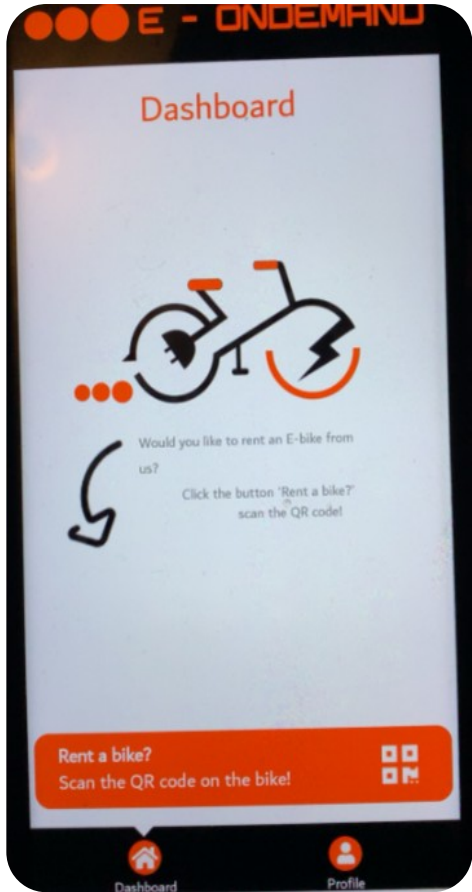 E - ONDEMAND
Dashboard
Would you like to rent an E-bike from
us?
Click the button 'Rent a bike?'
scan the QR code!
Rent a bike?
Scan the QR code on the bike!
Dashboard
Profile